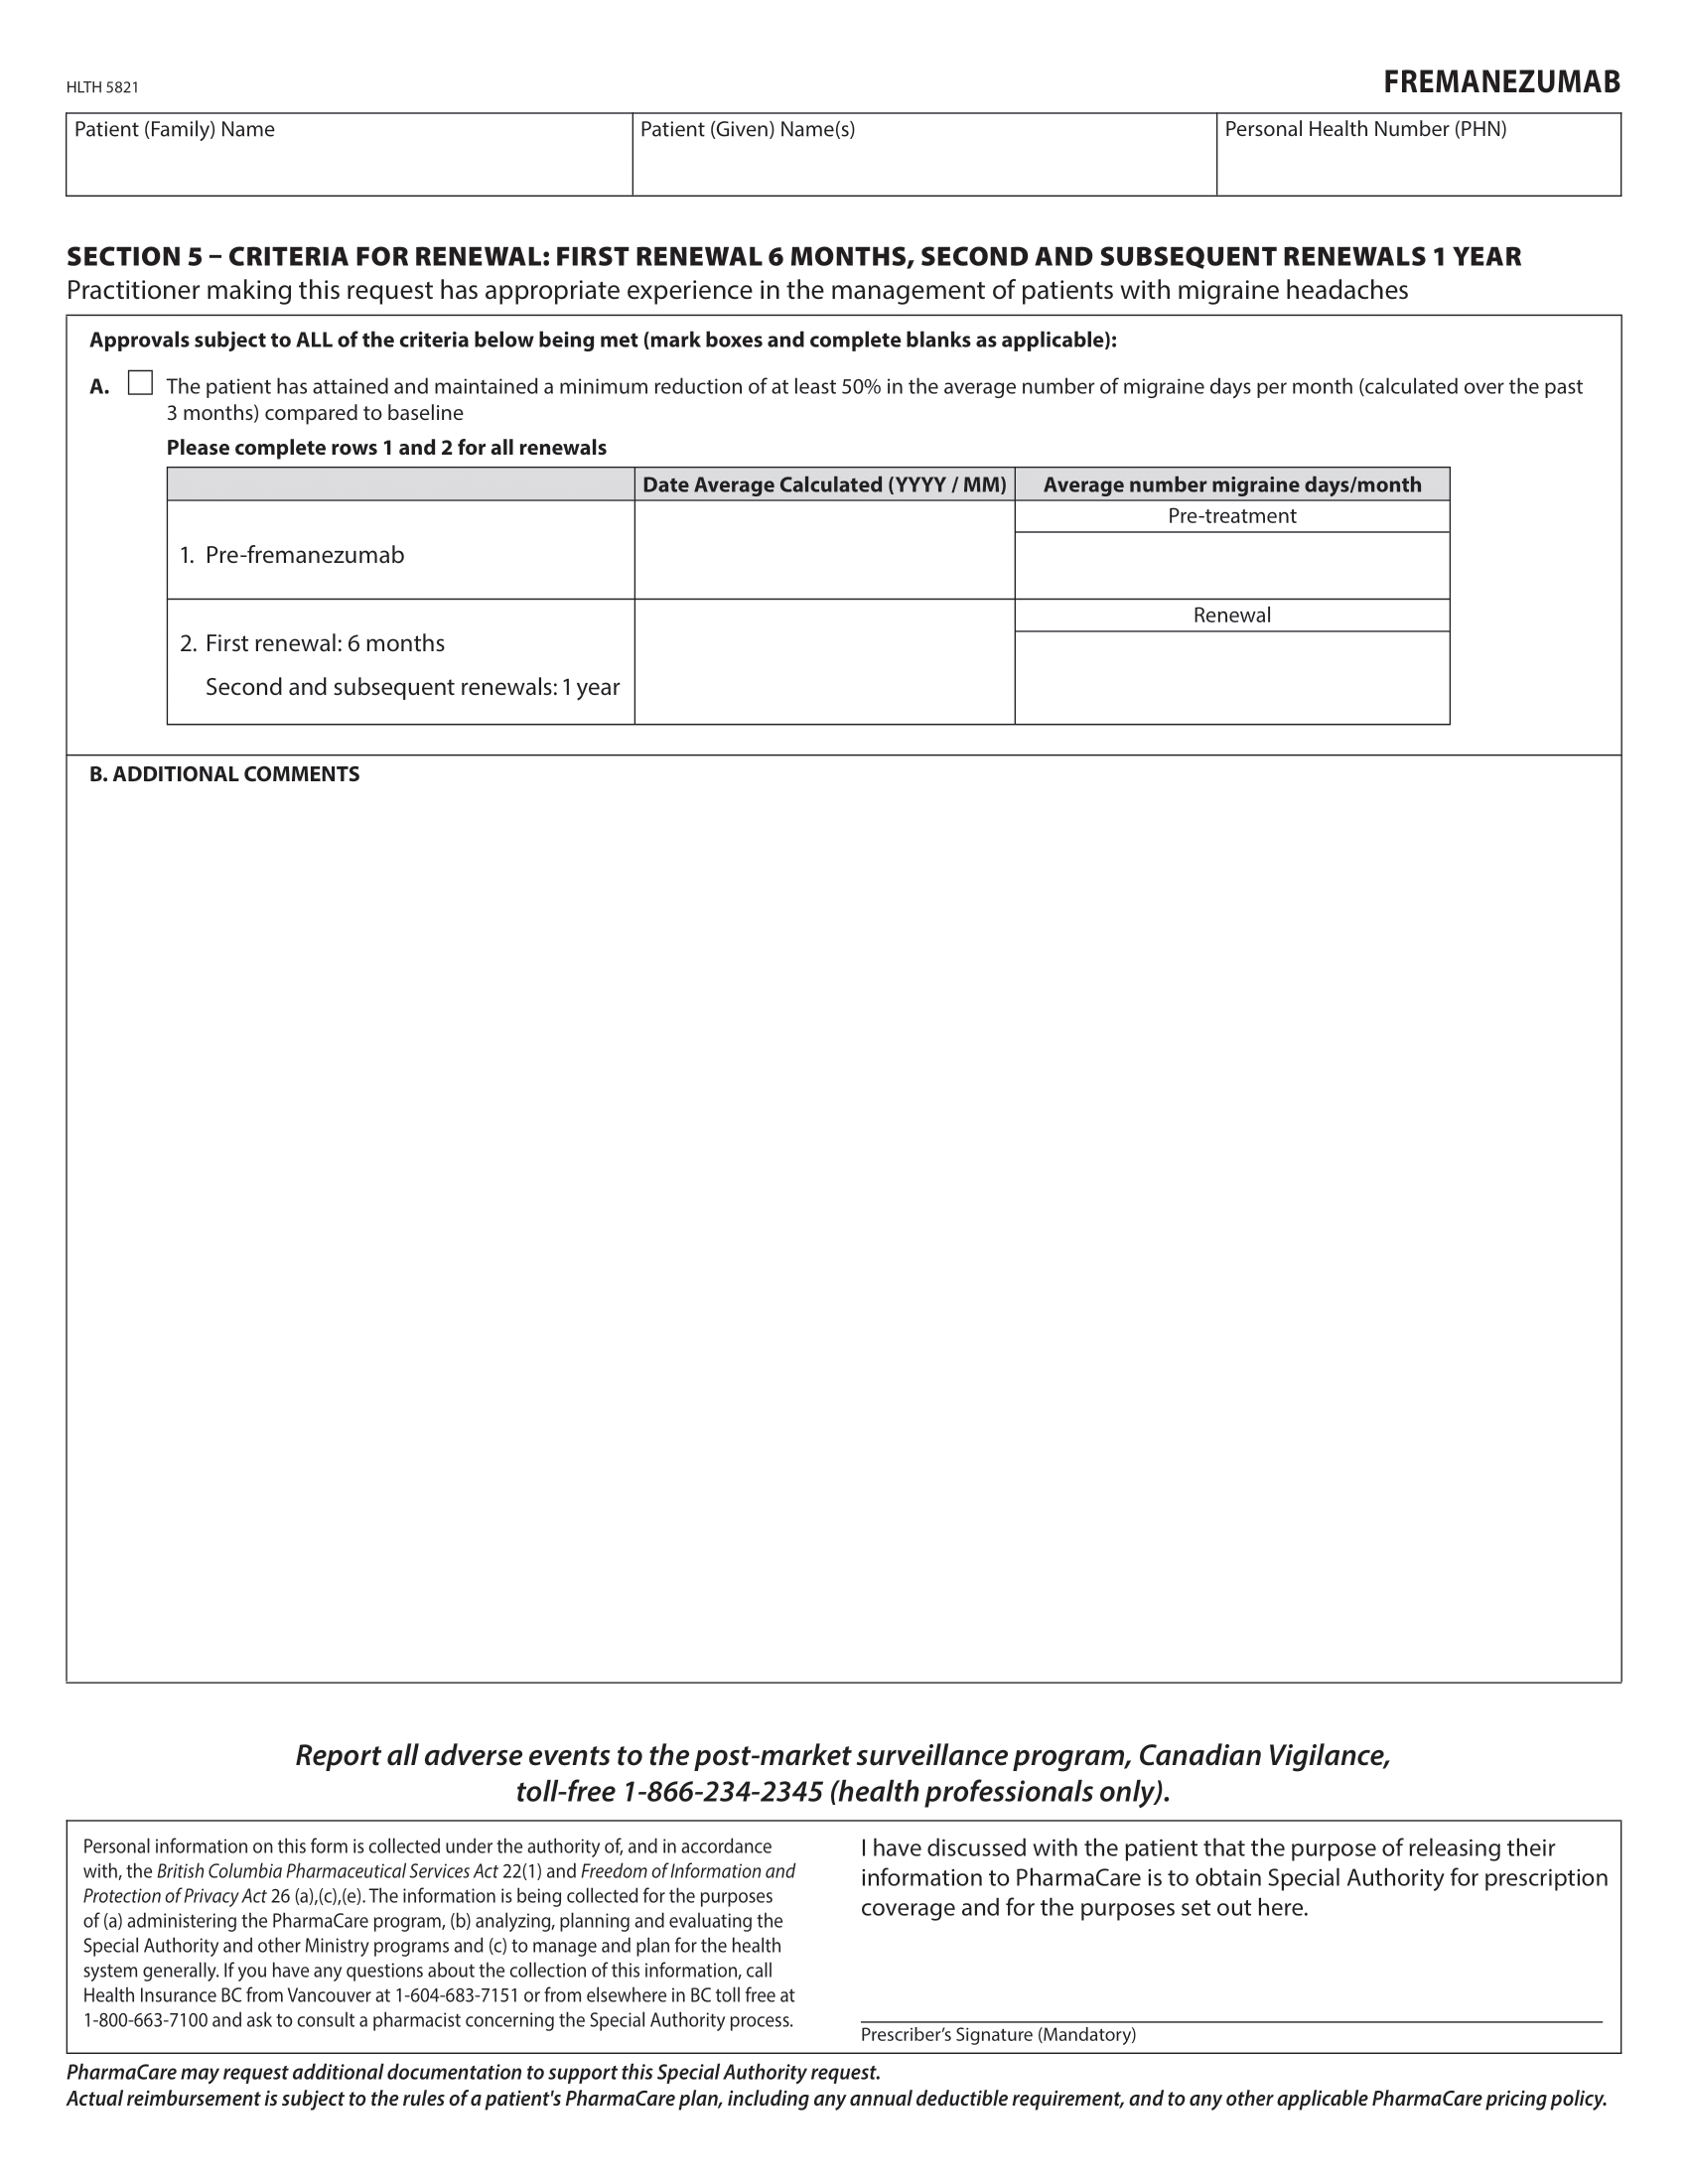 HLTH 5821
FREMANEZUMAB
Patient (Family) Name
Patient (Given) Name(s)
Personal Health Number (PHN)
SECTION 5 – CRITERIA FOR RENEWAL: FIRST RENEWAL 6 MONTHS, SECOND AND SUBSEQUENT RENEWALS 1 YEAR
Practitioner making this request has appropriate experience in the management of patients with migraine headaches
Approvals subject to ALL of the criteria below being met (mark boxes and complete blanks as applicable):
A. The patient has attained and maintained a minimum reduction of at least 50% in the average number of migraine days per month (calculated over the past
3 months) compared to baseline
Please complete rows 1 and 2 for all renewals
Date Average Calculated (YYYY / MM)
Average number migraine days/month
Pre-treatment
1. Pre-fremanezumab
Renewal
2. First renewal: 6 months
Second and subsequent renewals: 1 year
B. ADDITIONAL COMMENTS
Report all adverse events to the post-market surveillance program, Canadian Vigilance,
toll-free 1-866-234-2345 (health professionals only).
Personal information on this form is collected under the authority of, and in accordance
with, the British Columbia Pharmaceutical Services Act 22(1) and Freedom of Information and
Protection of Privacy Act 26 (a),(c),(e). The information is being collected for the purposes
of (a) administering the PharmaCare program, (b) analyzing, planning and evaluating the
Special Authority and other Ministry programs and (c) to manage and plan for the health
system generally. If you have any questions about the collection of this information, call
Health Insurance BC from Vancouver at 1-604-683-7151 or from elsewhere in BC toll free at
1-800-663-7100 and ask to consult a pharmacist concerning the Special Authority process.
I have discussed with the patient that the purpose of releasing their
information to PharmaCare is to obtain Special Authority for prescription
coverage and for the purposes set out here.
Prescriber’s Signature (Mandatory)
PharmaCare may request additional documentation to support this Special Authority request.
Actual reimbursement is subject to the rules of a patient's PharmaCare plan, including any annual deductible requirement, and to any other applicable PharmaCare pricing policy.